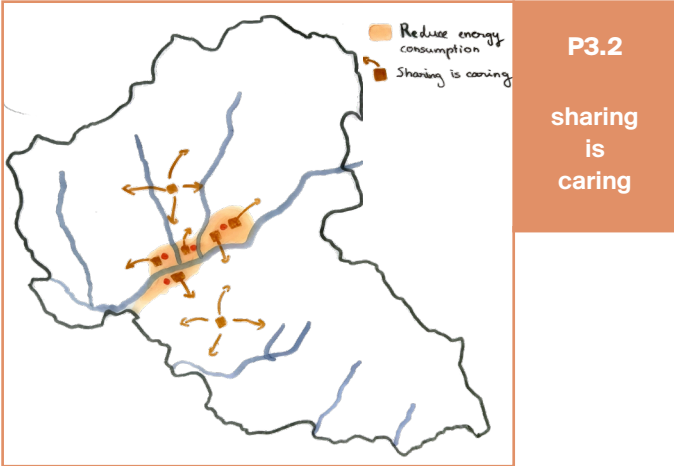 Reduce energy
consumption
Sharing is caring
P3.2
sharing
is
caring